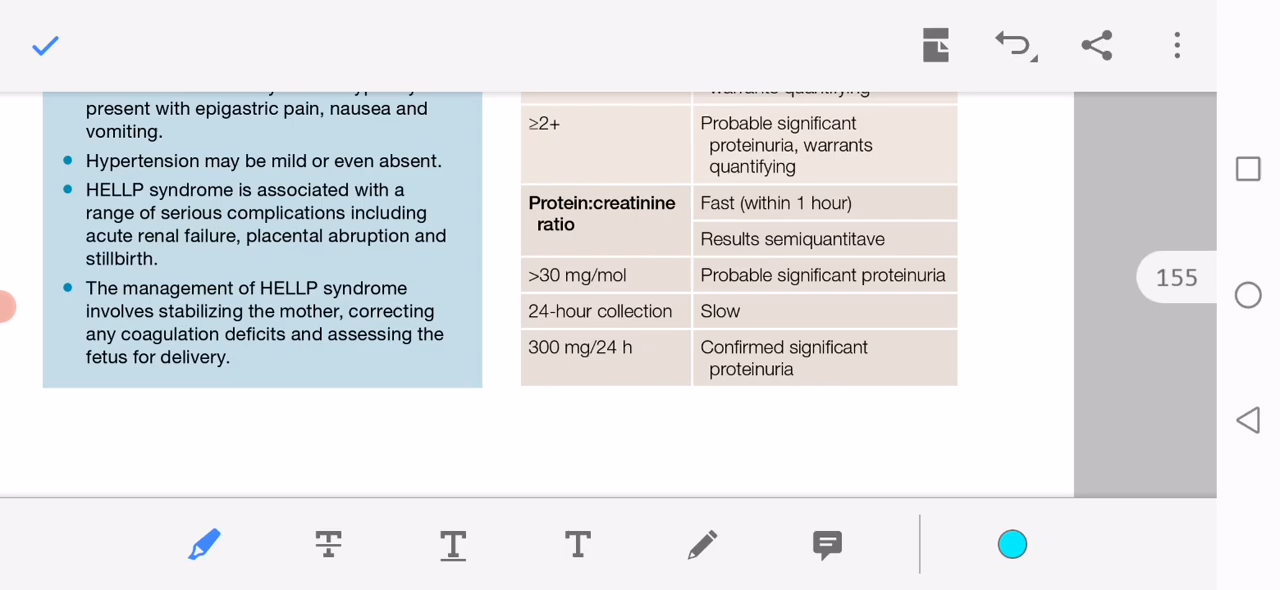 present with epigastric pain, nausea and
vomiting.
Hypertension may be mild or even absent.
HELLP syndrome is associated with a
range of serious complications including
acute renal failure, placental abruption and
stillbirth.
The management of HELLP syndrome
involves stabilizing the mother, correcting
any coagulation deficits and assessing the
fetus for delivery.
warrants quantifying
≥2+
Probable significant
proteinuria, warrants
quantifying
Protein:creatinine
ratio
Fast (within 1 hour)
Results semiquantitave
>30 mg/mol
Probable significant proteinuria
24-hour collection
Slow
300 mg/24 h
Confirmed significant
proteinuria
155